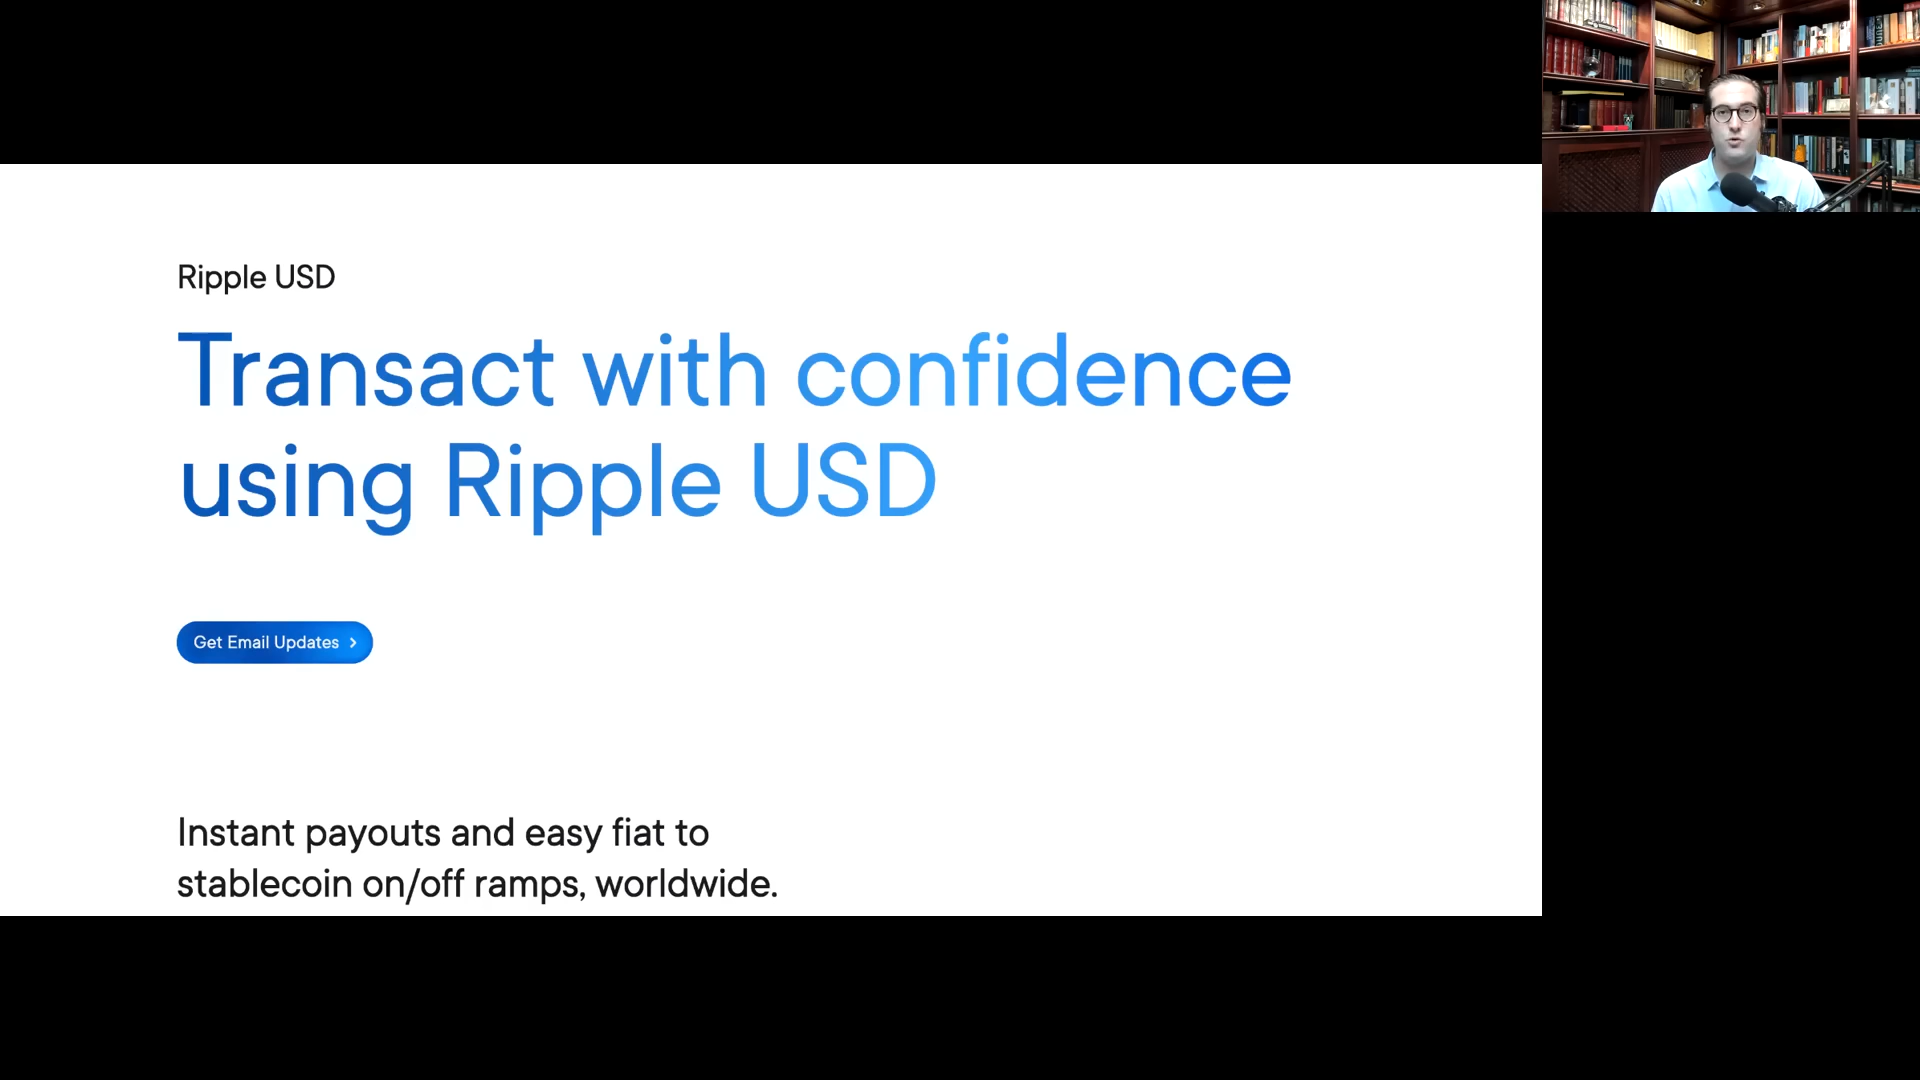 Ripple USD
Transact with confidence
using Ripple USD
Get Email Updates
Instant payouts and easy fiat to
stablecoin on/off ramps, worldwide.